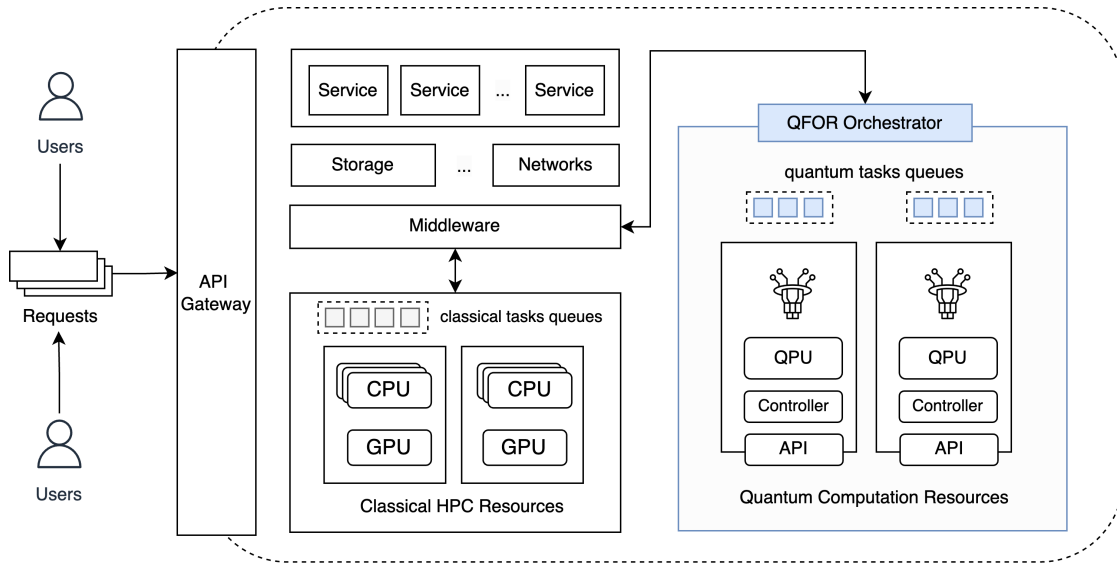 Users
Requests
Users
API
Gateway
Service
Service
...
Service
Storage
...
Networks
Middleware
classical tasks queues
CPU
CPU
GPU
GPU
Classical HPC Resources
QFOR Orchestrator
quantum tasks queues
QPU
QPU
Controller
Controller
API
API
Quantum Computation Resources